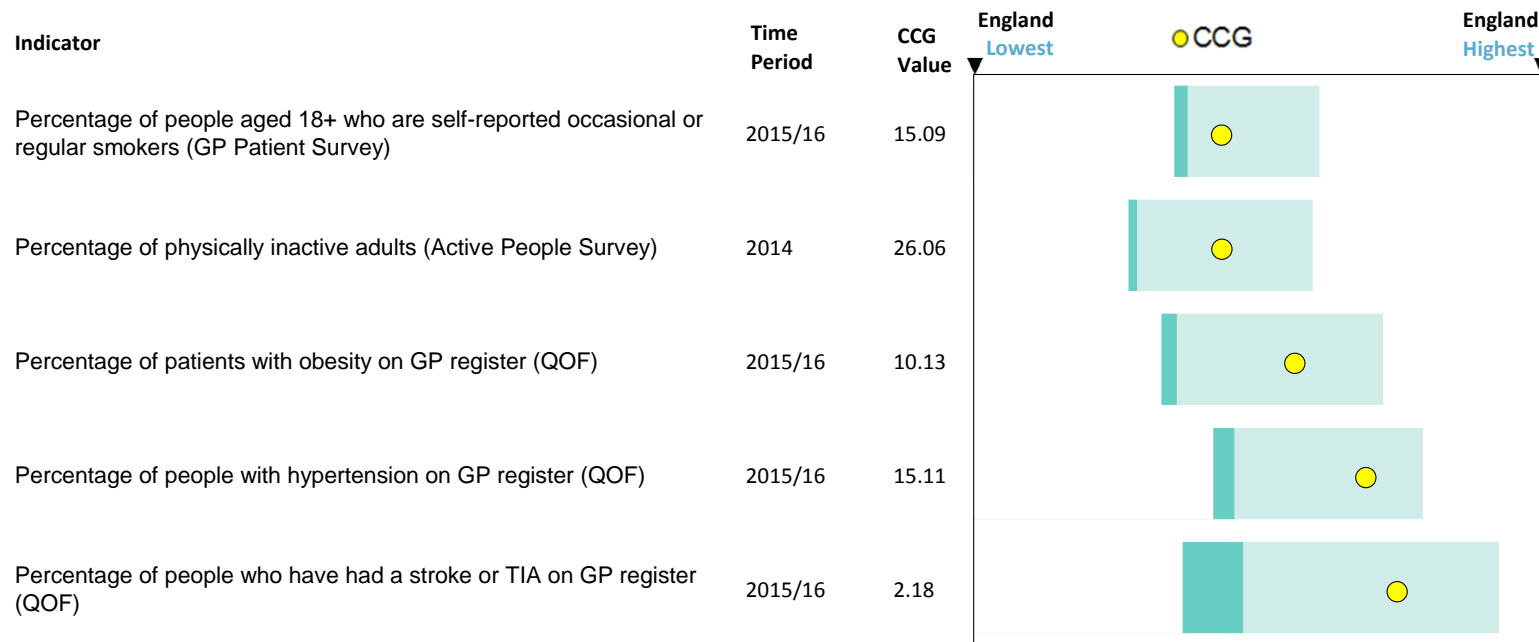 Indicator
Time
Period
CCG
Value
England
Lowest
CCG
England
Highest
Percentage of people aged 18+ who are self-reported occasional or
regular smokers (GP Patient Survey)
2015/16
15.09
Percentage of physically inactive adults (Active People Survey)
2014
26.06
Percentage of patients with obesity on GP register (QOF)
2015/16
10.13
Percentage of people with hypertension on GP register (QOF)
2015/16
15.11
Percentage of people who have had a stroke or TIA on GP register
(QOF)
2015/16
2.18